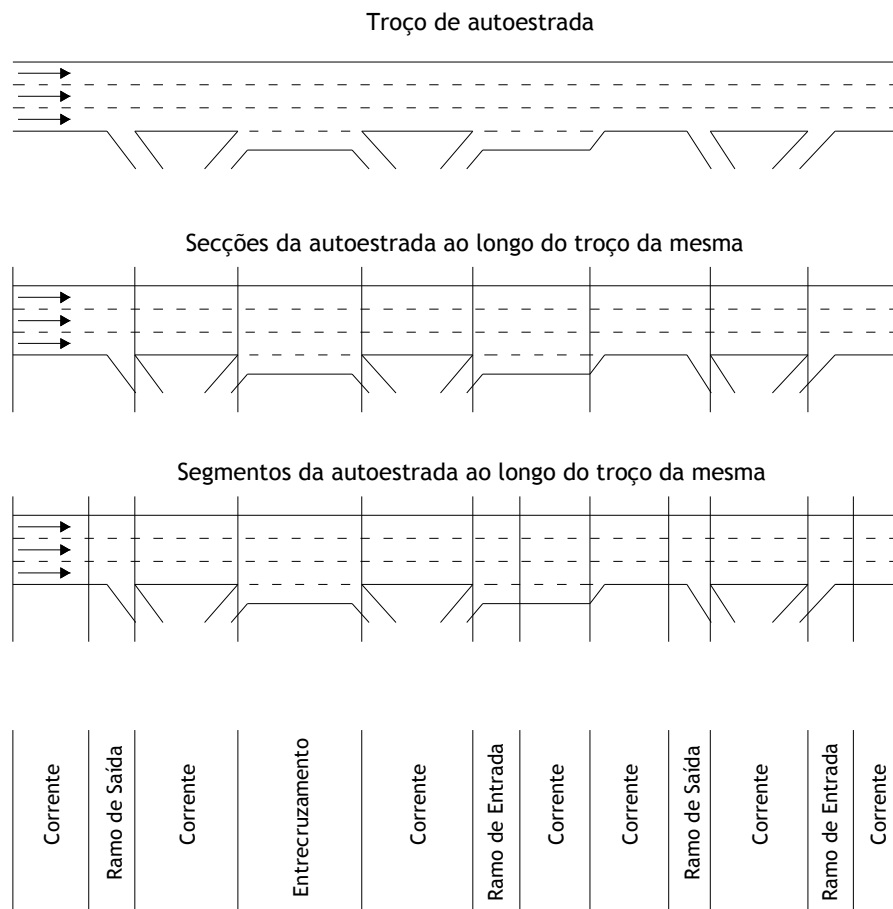 Troço de autoestrada
Secções da autoestrada ao longo do troço da mesma
Segmentos da autoestrada ao longo do troço da mesma
Corrente
Ramo de Saída
Corrente
Entrecruzamento
Corrente
Ramo de Entrada
Corrente
Corrente
Ramo de Saída
Corrente
Ramo de Entrada
Corrente